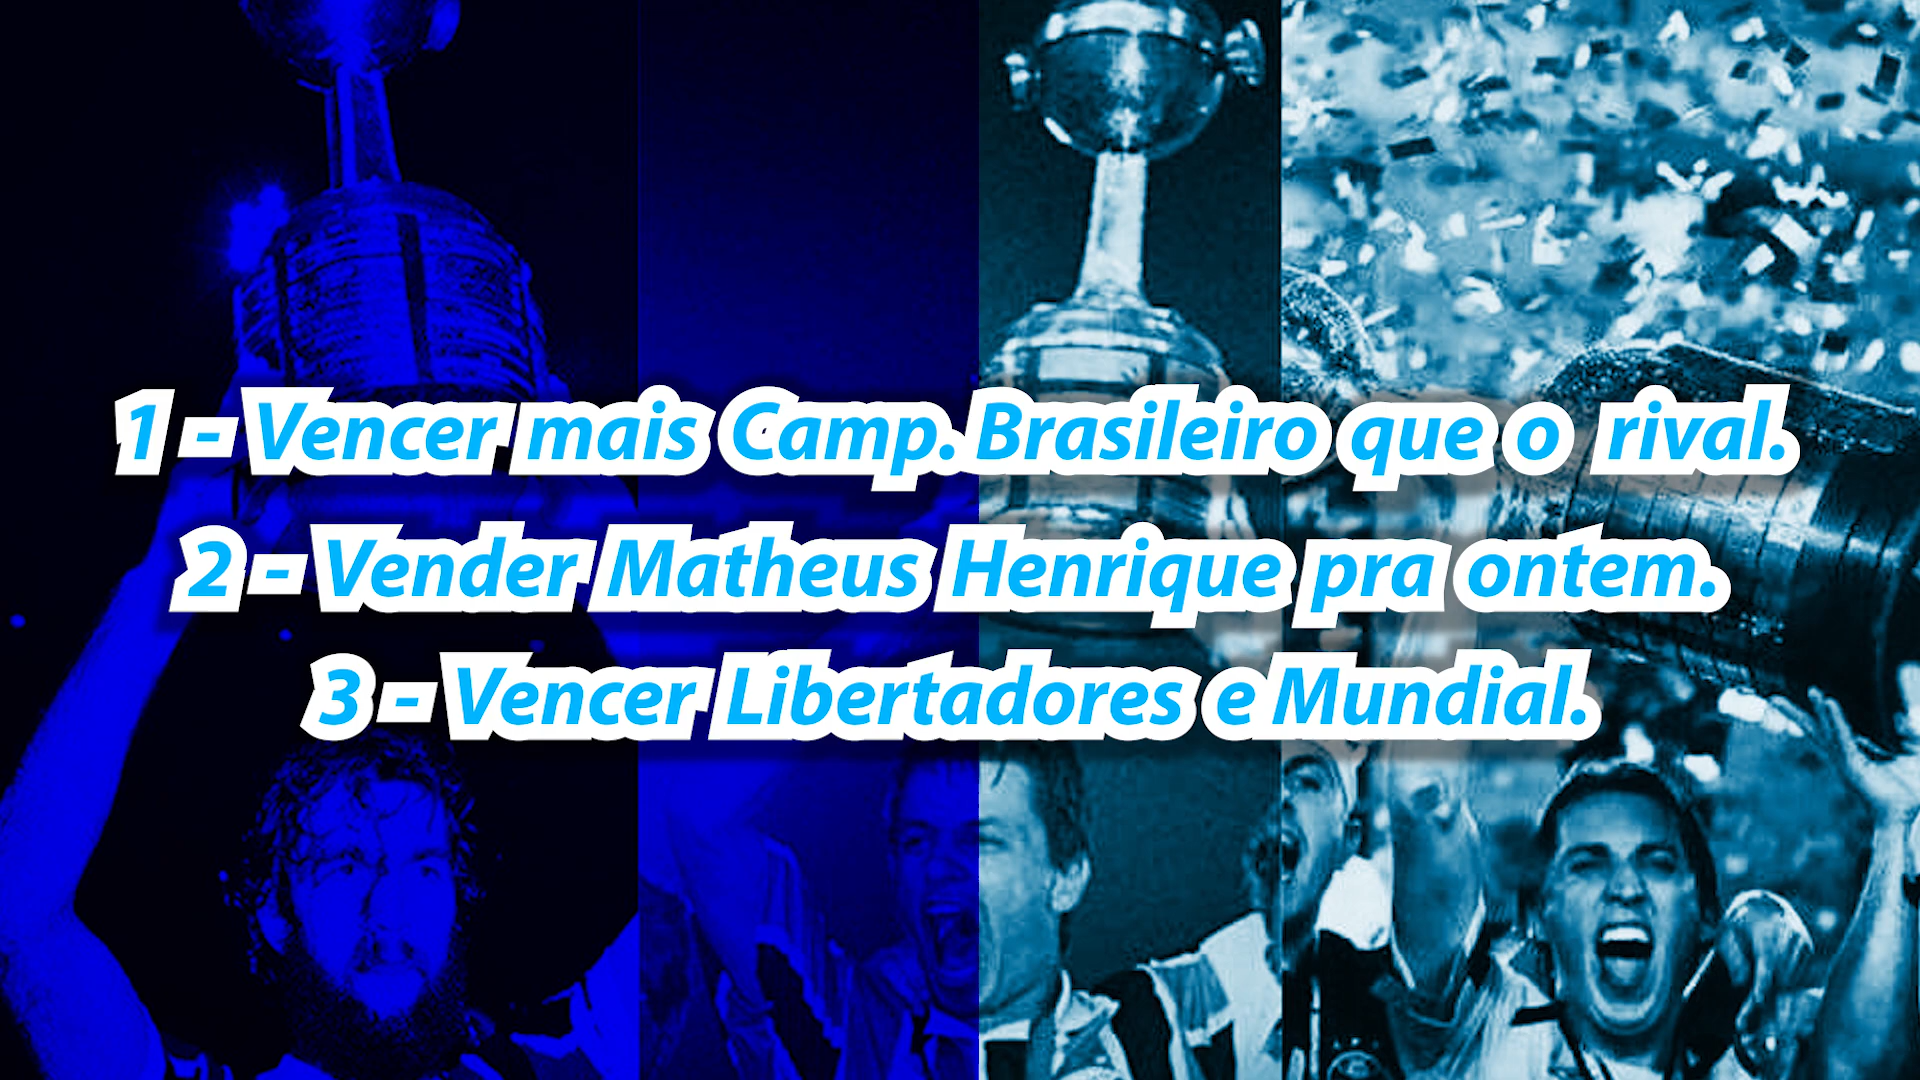 1 - Vencer mais Camp. Brasileiro que o rival.
2 - Vender Matheus Henrique pra ontem.
3 - Vencer Libertadores e Mundial.